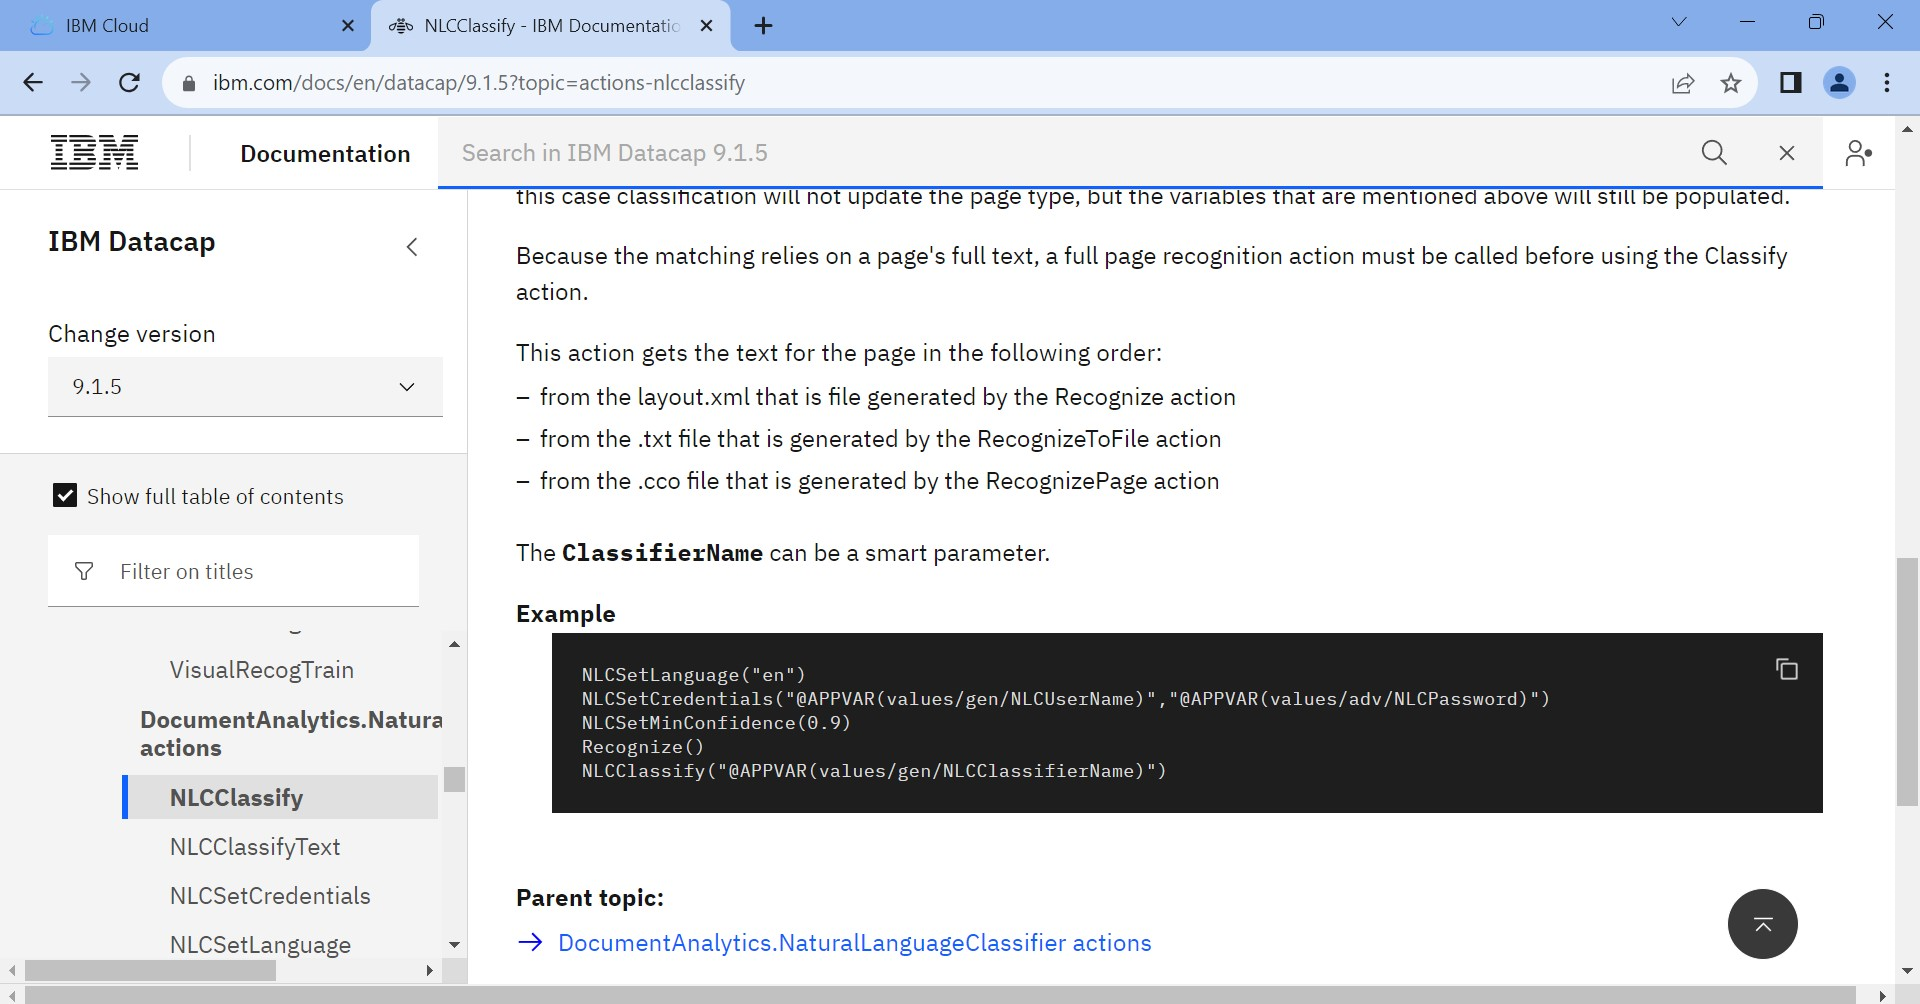 IBM Cloud
NLCClassify - IBM Documentatio
ibm.com/docs/en/datacap/9.1.5?topic=actions-nlcclassify
IBM
Documentation
Search in IBM Datacap 9.1.5
IBM Datacap
Change version
9.1.5
Show full table of contents
Filter on titles
VisualRecogTrain
DocumentAnalytics.Natura
actions
NLCClassify
NLCClassifyText
NLCSetCredentials
NLCSetLanguage
this case classification will not update the page type, but the variables that are mentioned above will still be populated.
Because the matching relies on a page's full text, a full page recognition action must be called before using the Classify
action.
This action gets the text for the page in the following order:
– from the layout.xml that is file generated by the Recognize action
– from the .txt file that is generated by the RecognizeToFile action
– from the .cco file that is generated by the RecognizePage action
The ClassifierName can be a smart parameter.
Example
NLCSetLanguage("en")
NLCSetCredentials("@APPVAR(values/gen/NLCUserName)","@APPVAR(values/adv/NLCPassword)")
NLCSetMinConfidence(0.9)
Recognize()
NLCClassify("@APPVAR(values/gen/NLCClassifierName)")
Parent topic:
→ DocumentAnalytics.NaturalLanguageClassifier actions